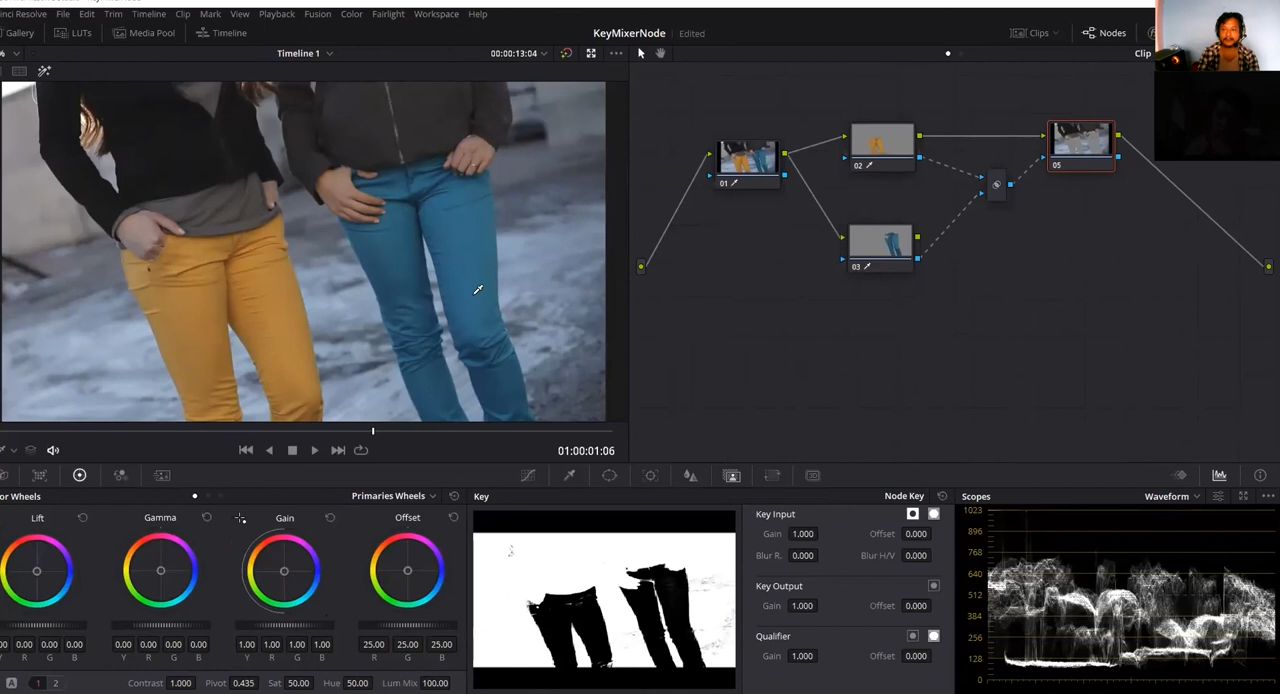 inci Resolve File Edit Trim Timeline Clip Mark View Playback Fusion Color Fairlight Workspace Help
Gallery LUTs Media Pool Timeline KeyMixerNode Edited Clips Nodes
% Timeline 1 00:00:13:04 Clip
01
02
03
05
01:00:01:06
or Wheels Primaries Wheels Key Node Key Scopes Waveform
Lift Gamma Gain Offset
0.00 0.00 0.00 0.00 0.00 0.00 0.00 1.00 1.00 1.00 1.00 25.00 25.00 25.00
Y R G B Y R G B Y R G B R G B
A 1 2 Contrast 1.000 Pivot 0.435 Sat 50.00 Hue 50.00 Lum Mix 100.00
Key Input
Gain 1.000 Offset 0.000
Blur R. 0.000 Blur H/V 0.000
Key Output
Gain 1.000 Offset 0.000
Qualifier
Gain 1.000 Offset 0.000
1023
896
768
640
512
384
256
128
0